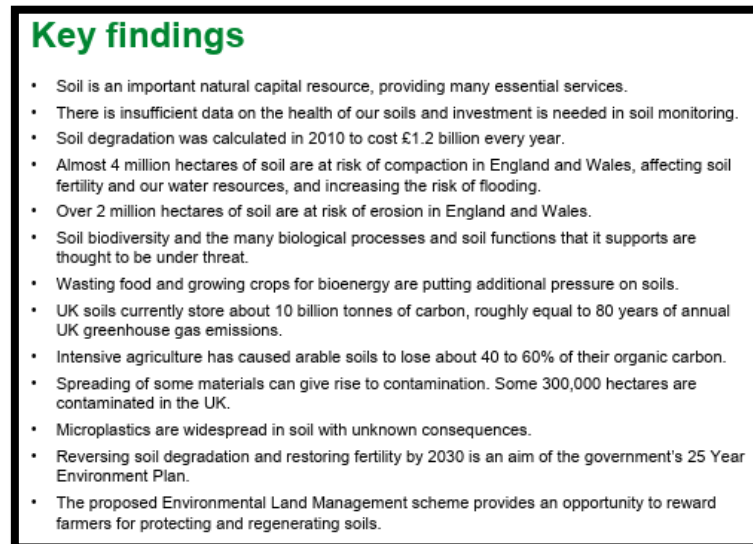 Key findings
• Soil is an important natural capital resource, providing many essential services.
• There is insufficient data on the health of our soils and investment is needed in soil monitoring.
• Soil degradation was calculated in 2010 to cost £1.2 billion every year.
• Almost 4 million hectares of soil are at risk of compaction in England and Wales, affecting soil
fertility and our water resources, and increasing the risk of flooding.
• Over 2 million hectares of soil are at risk of erosion in England and Wales.
• Soil biodiversity and the many biological processes and soil functions that it supports are
thought to be under threat.
• Wasting food and growing crops for bioenergy are putting additional pressure on soils.
• UK soils currently store about 10 billion tonnes of carbon, roughly equal to 80 years of annual
UK greenhouse gas emissions.
• Intensive agriculture has caused arable soils to lose about 40 to 60% of their organic carbon.
• Spreading of some materials can give rise to contamination. Some 300,000 hectares are
contaminated in the UK.
• Microplastics are widespread in soil with unknown consequences.
• Reversing soil degradation and restoring fertility by 2030 is an aim of the government's 25 Year
Environment Plan.
• The proposed Environmental Land Management scheme provides an opportunity to reward
farmers for protecting and regenerating soils.